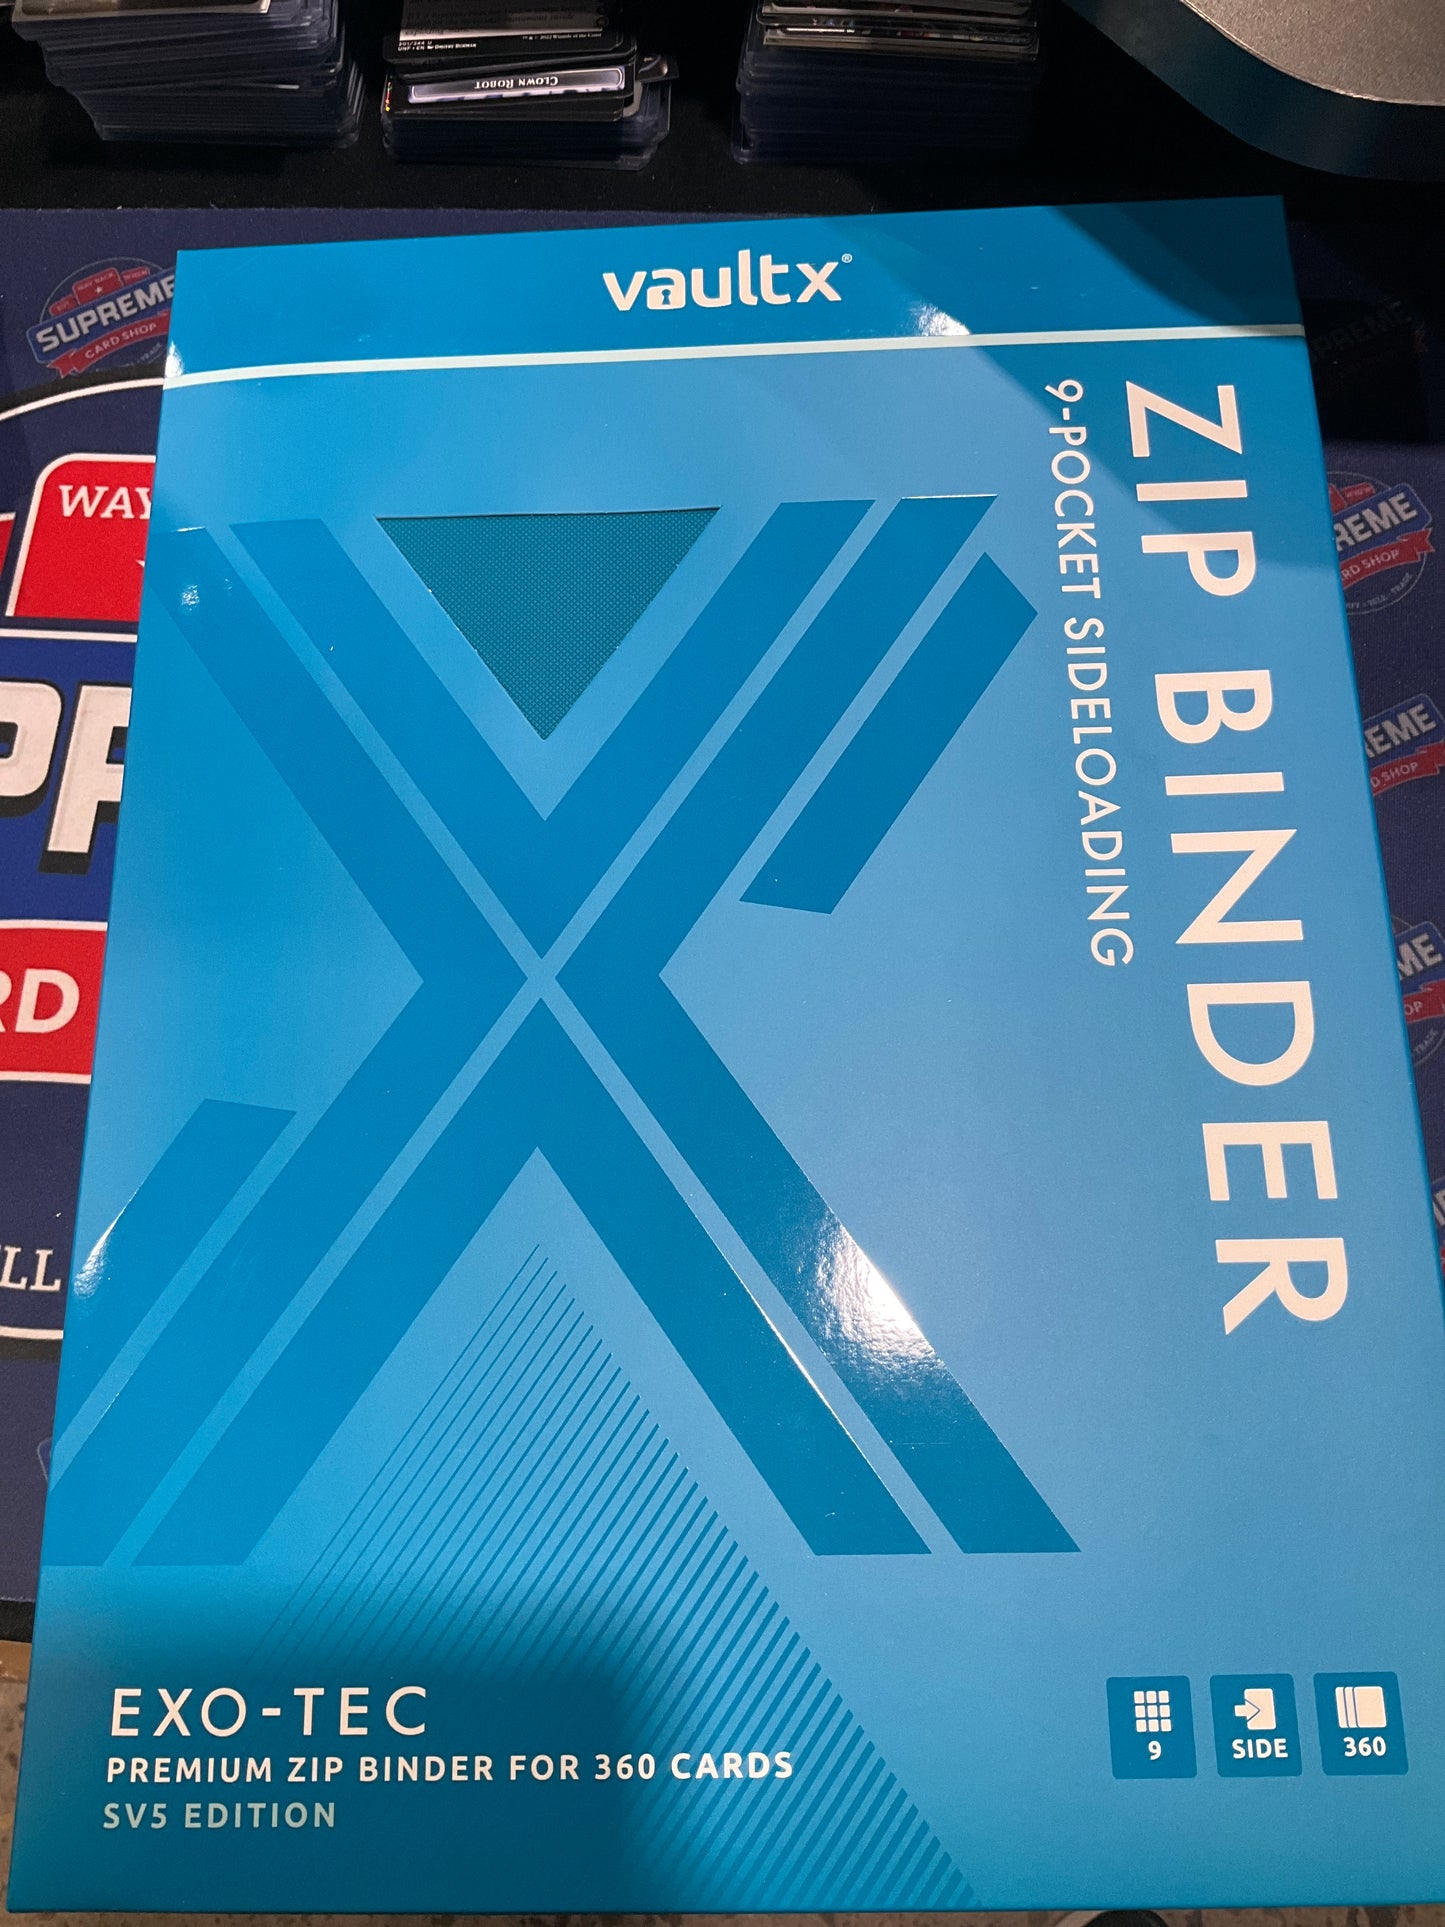 CLOWN ROBOT
vaultx®
ZIP BINDER
9-POCKET SIDELOADING
EXO-TEC
PREMIUM ZIP BINDER FOR 360 CARDS
SV5 EDITION
9
SIDE
360
SUPREME
CARD SHOP
WAY